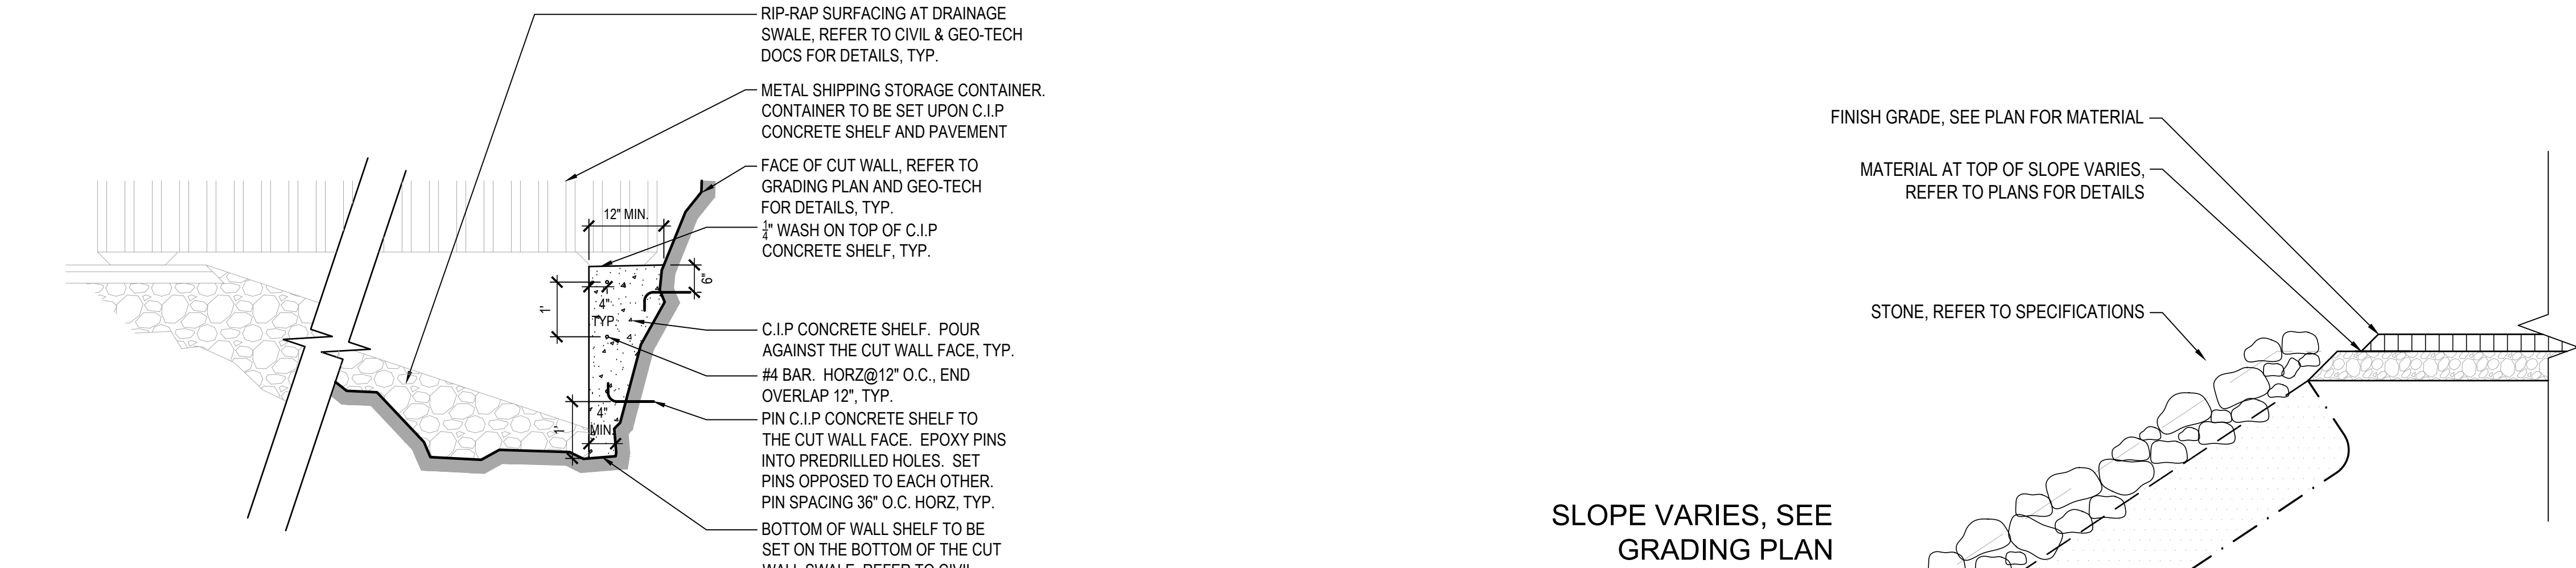 RIP-RAP SURFACING AT DRAINAGE
SWALE, REFER TO CIVIL & GEO-TECH
DOCS FOR DETAILS, TYP.
METAL SHIPPING STORAGE CONTAINER.
CONTAINER TO BE SET UPON C.I.P
CONCRETE SHELF AND PAVEMENT
FACE OF CUT WALL, REFER TO
GRADING PLAN AND GEO-TECH
FOR DETAILS, TYP.
1/4" WASH ON TOP OF C.I.P
CONCRETE SHELF, TYP.
C.I.P CONCRETE SHELF. POUR
AGAINST THE CUT WALL FACE, TYP.
#4 BAR. HORZ@12" O.C., END
OVERLAP 12", TYP.
PIN C.I.P CONCRETE SHELF TO
THE CUT WALL FACE. EPOXY PINS
INTO PREDRILLED HOLES. SET
PINS OPPOSED TO EACH OTHER.
PIN SPACING 36" O.C. HORZ, TYP.
BOTTOM OF WALL SHELF TO BE
SET ON THE BOTTOM OF THE CUT
WALL SWALE, REFER TO CIVIL
12" MIN.
6"
1'
4"
TYP.
1'
4"
MIN.
FINISH GRADE, SEE PLAN FOR MATERIAL
MATERIAL AT TOP OF SLOPE VARIES,
REFER TO PLANS FOR DETAILS
STONE, REFER TO SPECIFICATIONS
SLOPE VARIES, SEE
GRADING PLAN